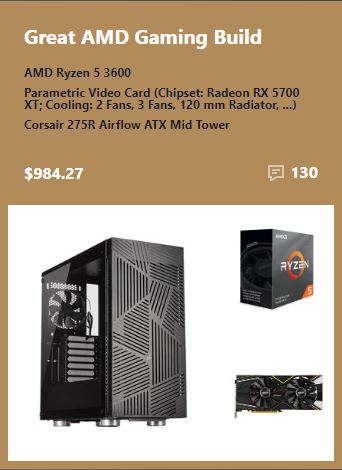 Great AMD Gaming Build
AMD Ryzen 5 3600
Parametric Video Card (Chipset: Radeon RX 5700
XT; Cooling: 2 Fans, 3 Fans, 120 mm Radiator, ...)
Corsair 275R Airflow ATX Mid Tower
$984.27
130
RYZEN
5